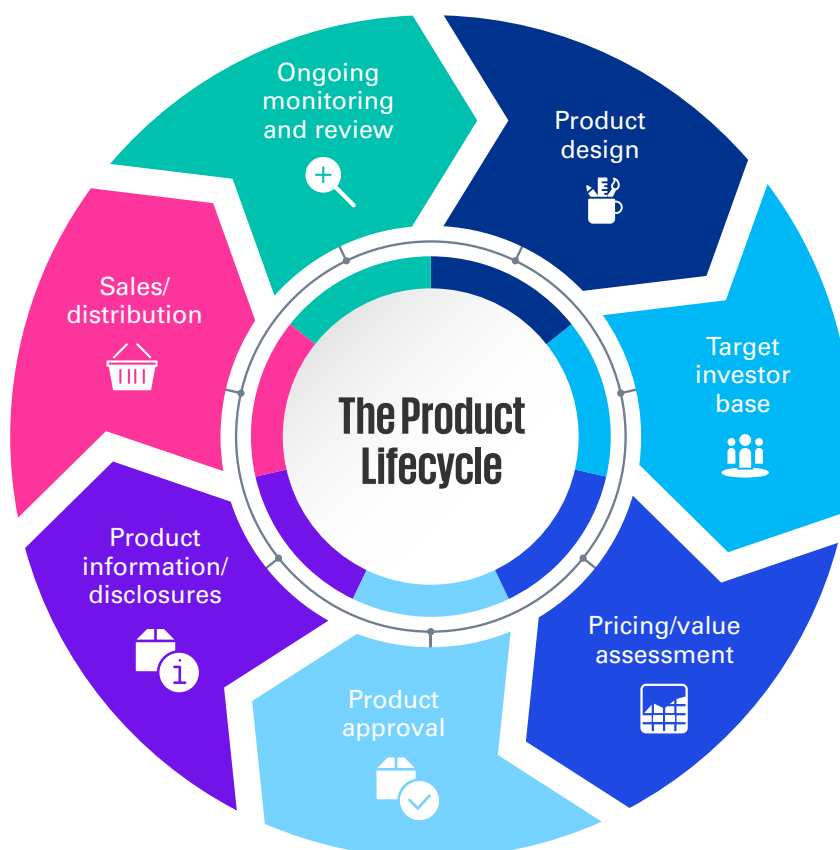 The Product
Lifecycle
Product
design
Target
investor
base
Pricing/value
assessment
Product
approval
Product
information/
disclosures
i
Sales/
distribution
Ongoing
monitoring
and review